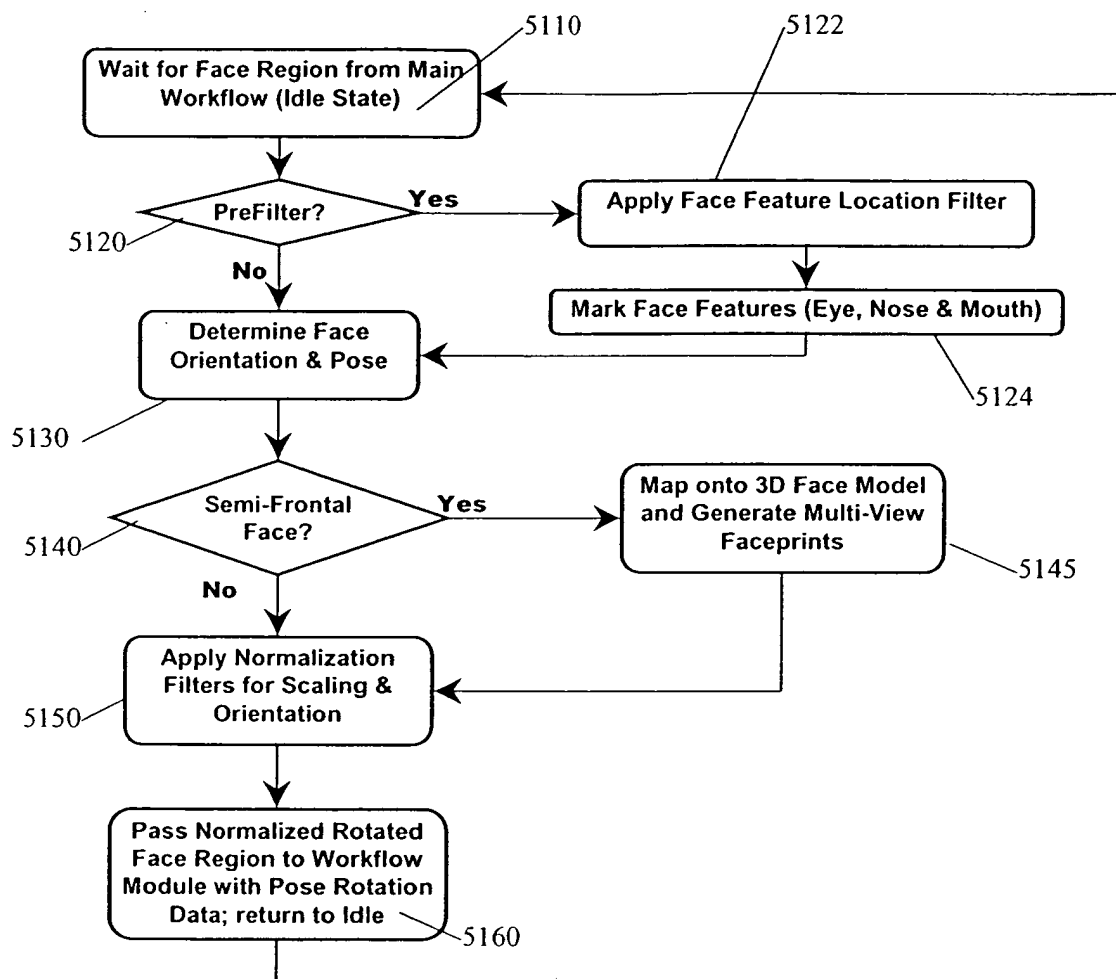 5110
5122
Wait for Face Region from Main
Workflow (Idle State)
PreFilter?
Yes
5120
Apply Face Feature Location Filter
No
Mark Face Features (Eye, Nose & Mouth)
Determine Face
Orientation & Pose
5124
5130
Semi-Frontal
Face?
Yes
5140
Map onto 3D Face Model
and Generate Multi-View
Faceprints
5145
No
Apply Normalization
Filters for Scaling &
Orientation
5150
Pass Normalized Rotated
Face Region to Workflow
Module with Pose Rotation
Data; return to Idle
5160